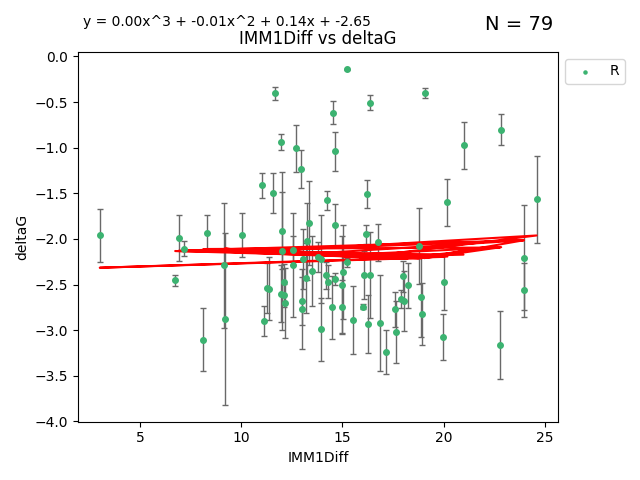 y = 0.00x^3 + -0.01x^2 + 0.14x + -2.65
N = 79
IMM1Diff vs deltaG
R
deltaG
0.0
−0.5
−1.0
−1.5
−2.0
−2.5
−3.0
−3.5
−4.0
5 10 15 20 25
IMM1Diff